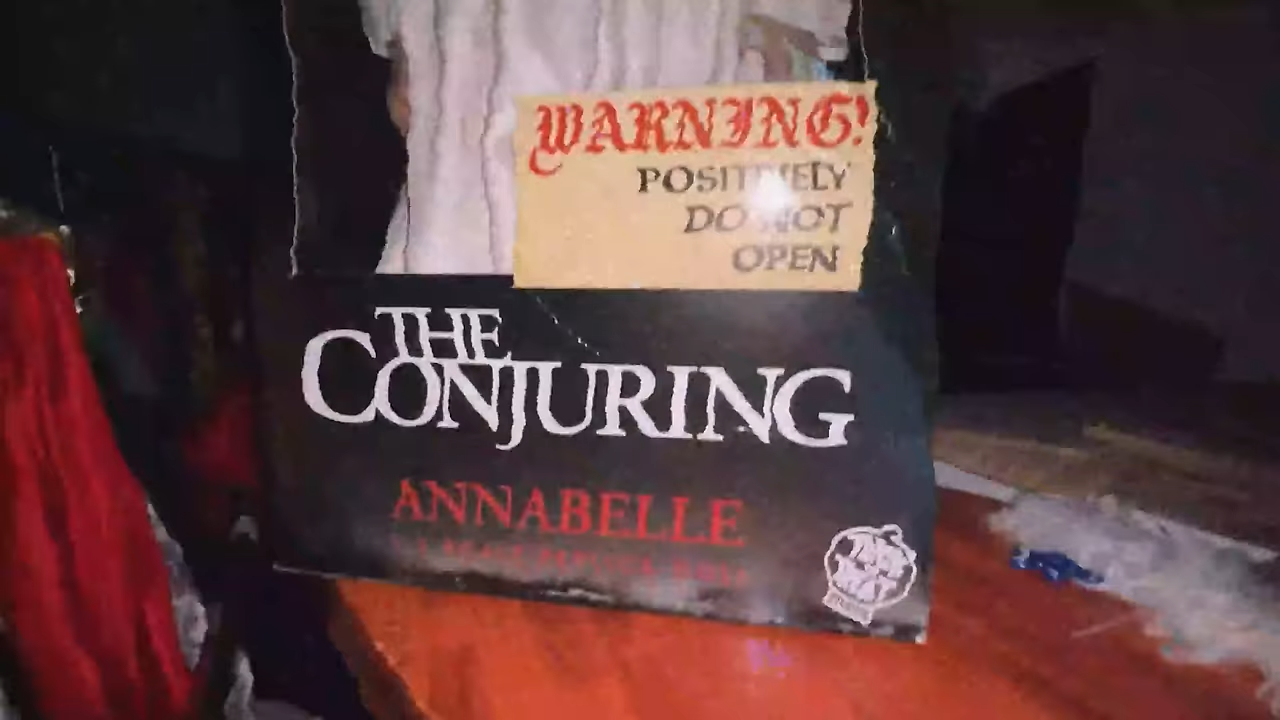 WARNING!
POSITIVELY
DO NOT
OPEN
THE
CONJURING
ANNABELLE